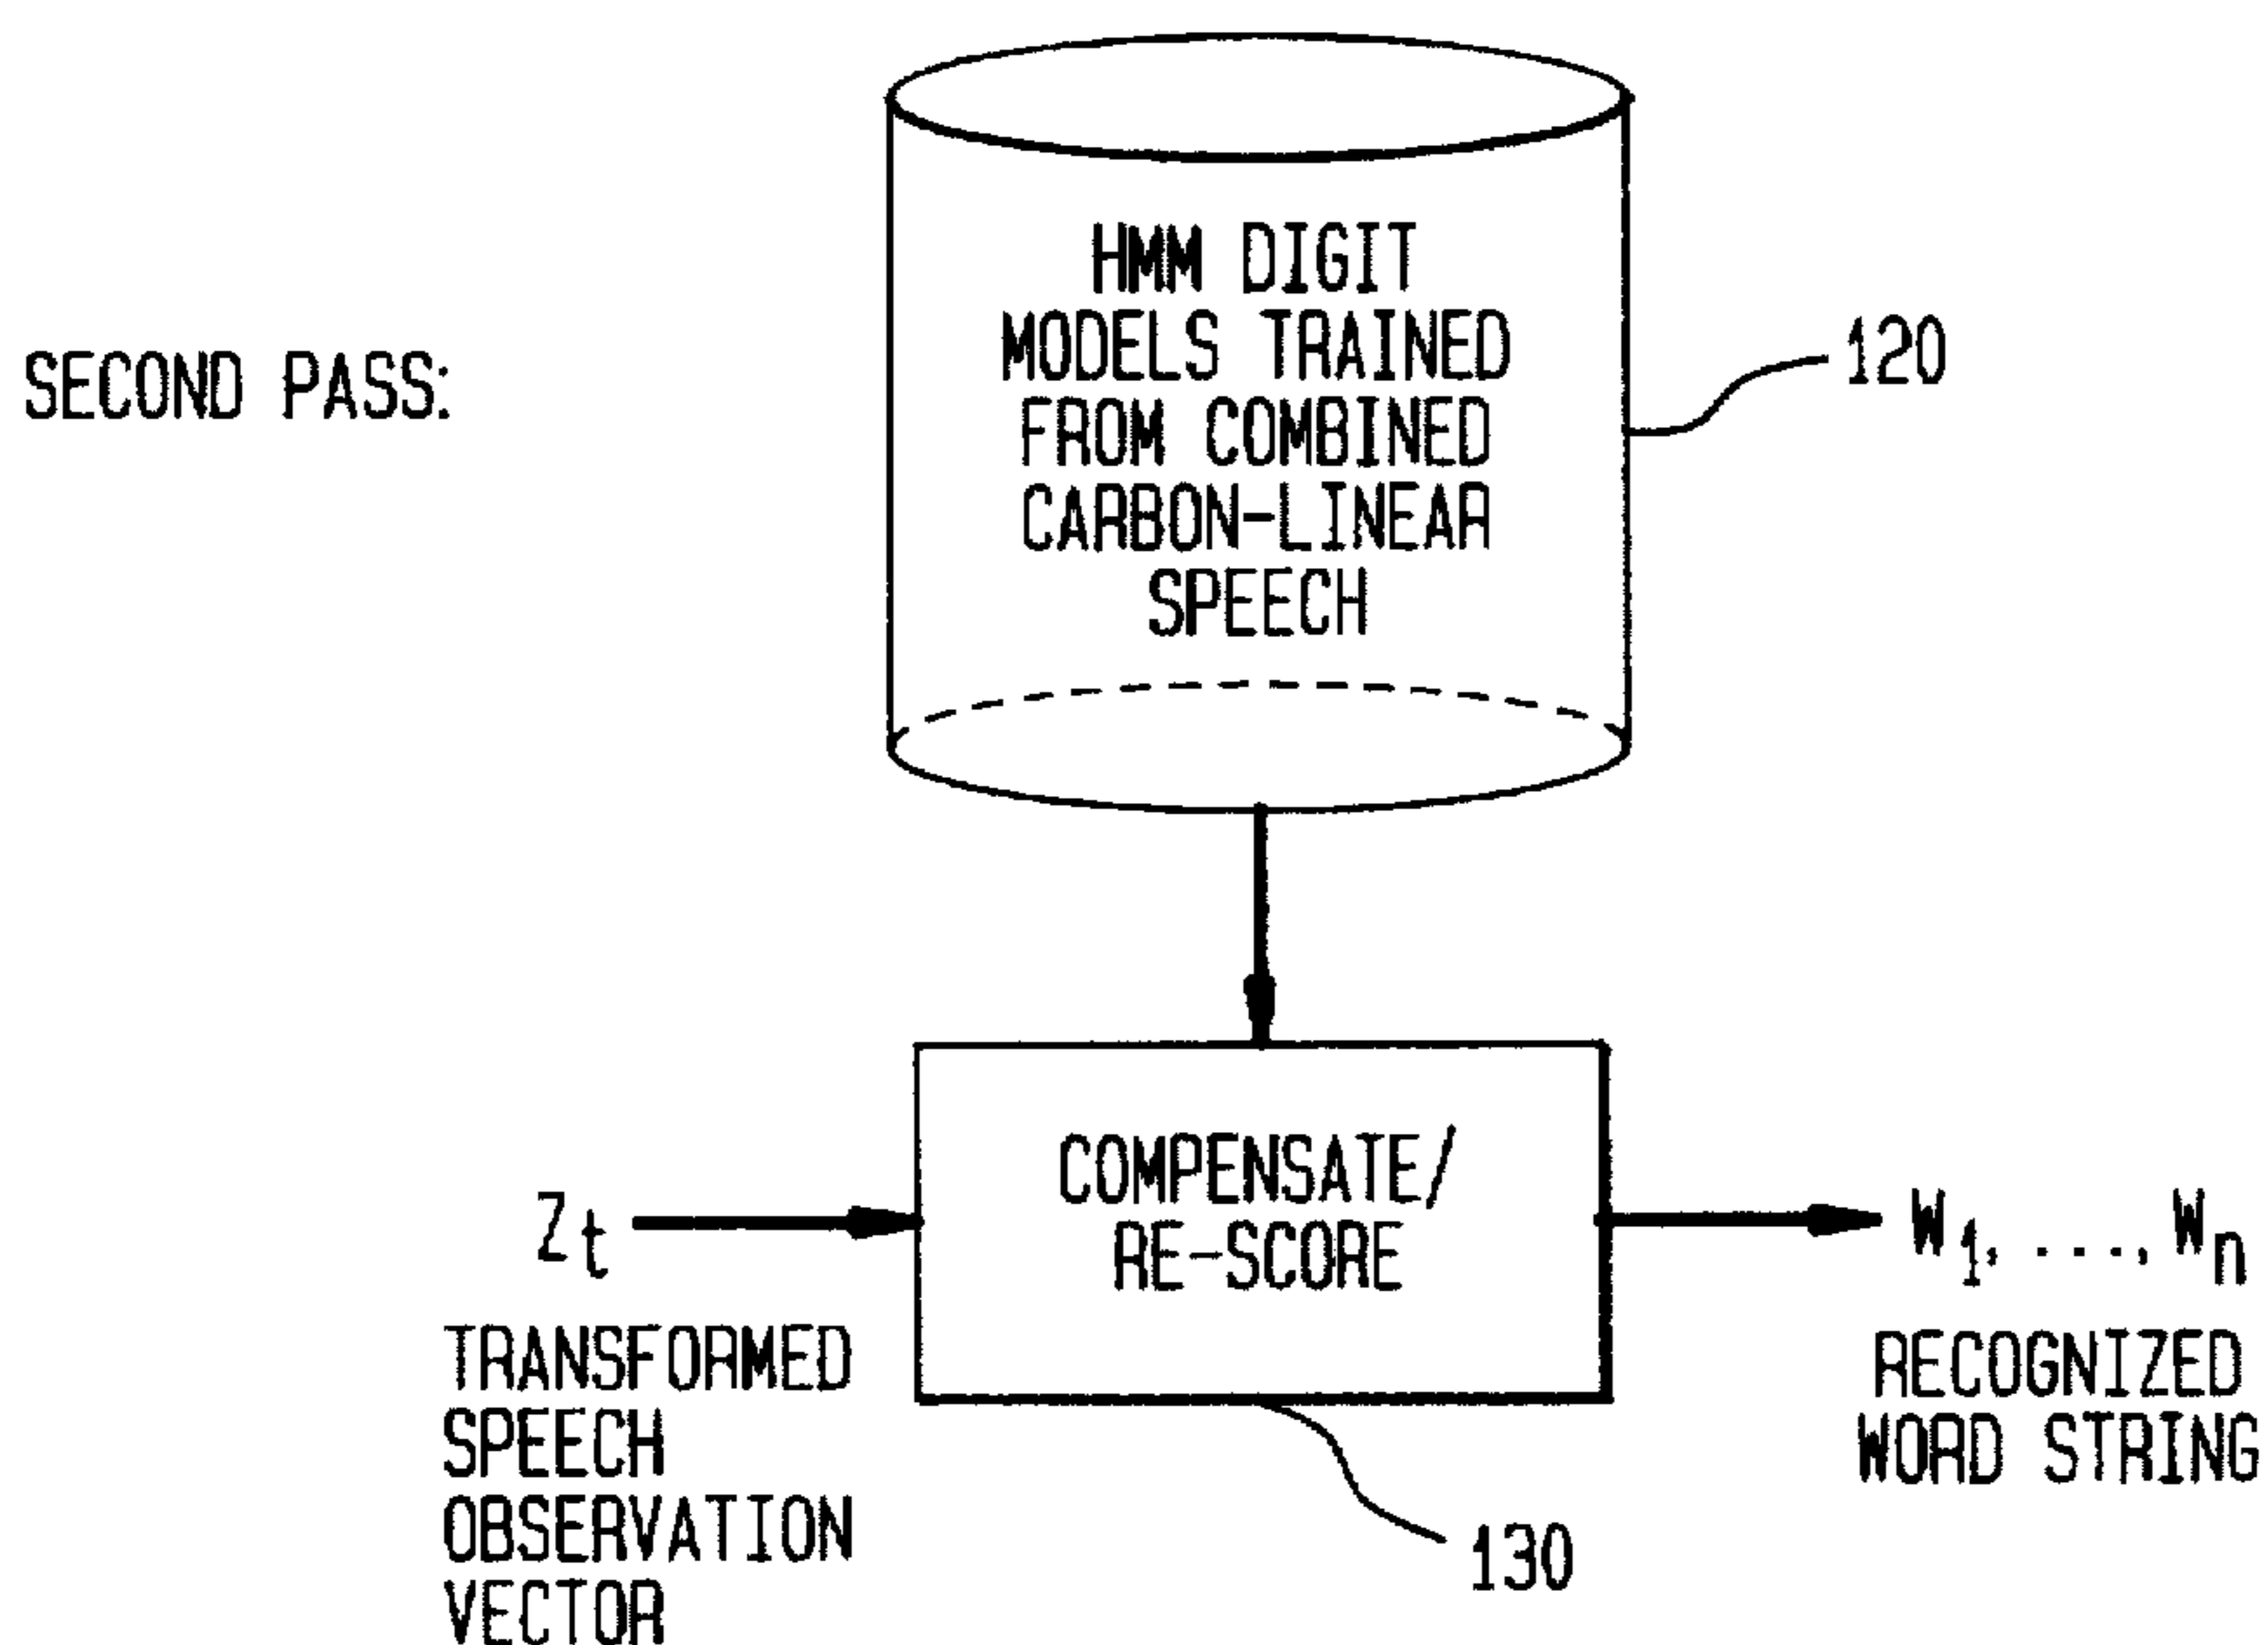 HMM DIGIT
MODELS TRAINED
FROM COMBINED
CARBON-LINEAR
SPEECH
120
SECOND PASS:
COMPENSATE/
RE-SCORE
Zt
TRANSFORMED
SPEECH
OBSERVATION
VECTOR
W1, ...., Wn
RECOGNIZED
WORD STRING
130